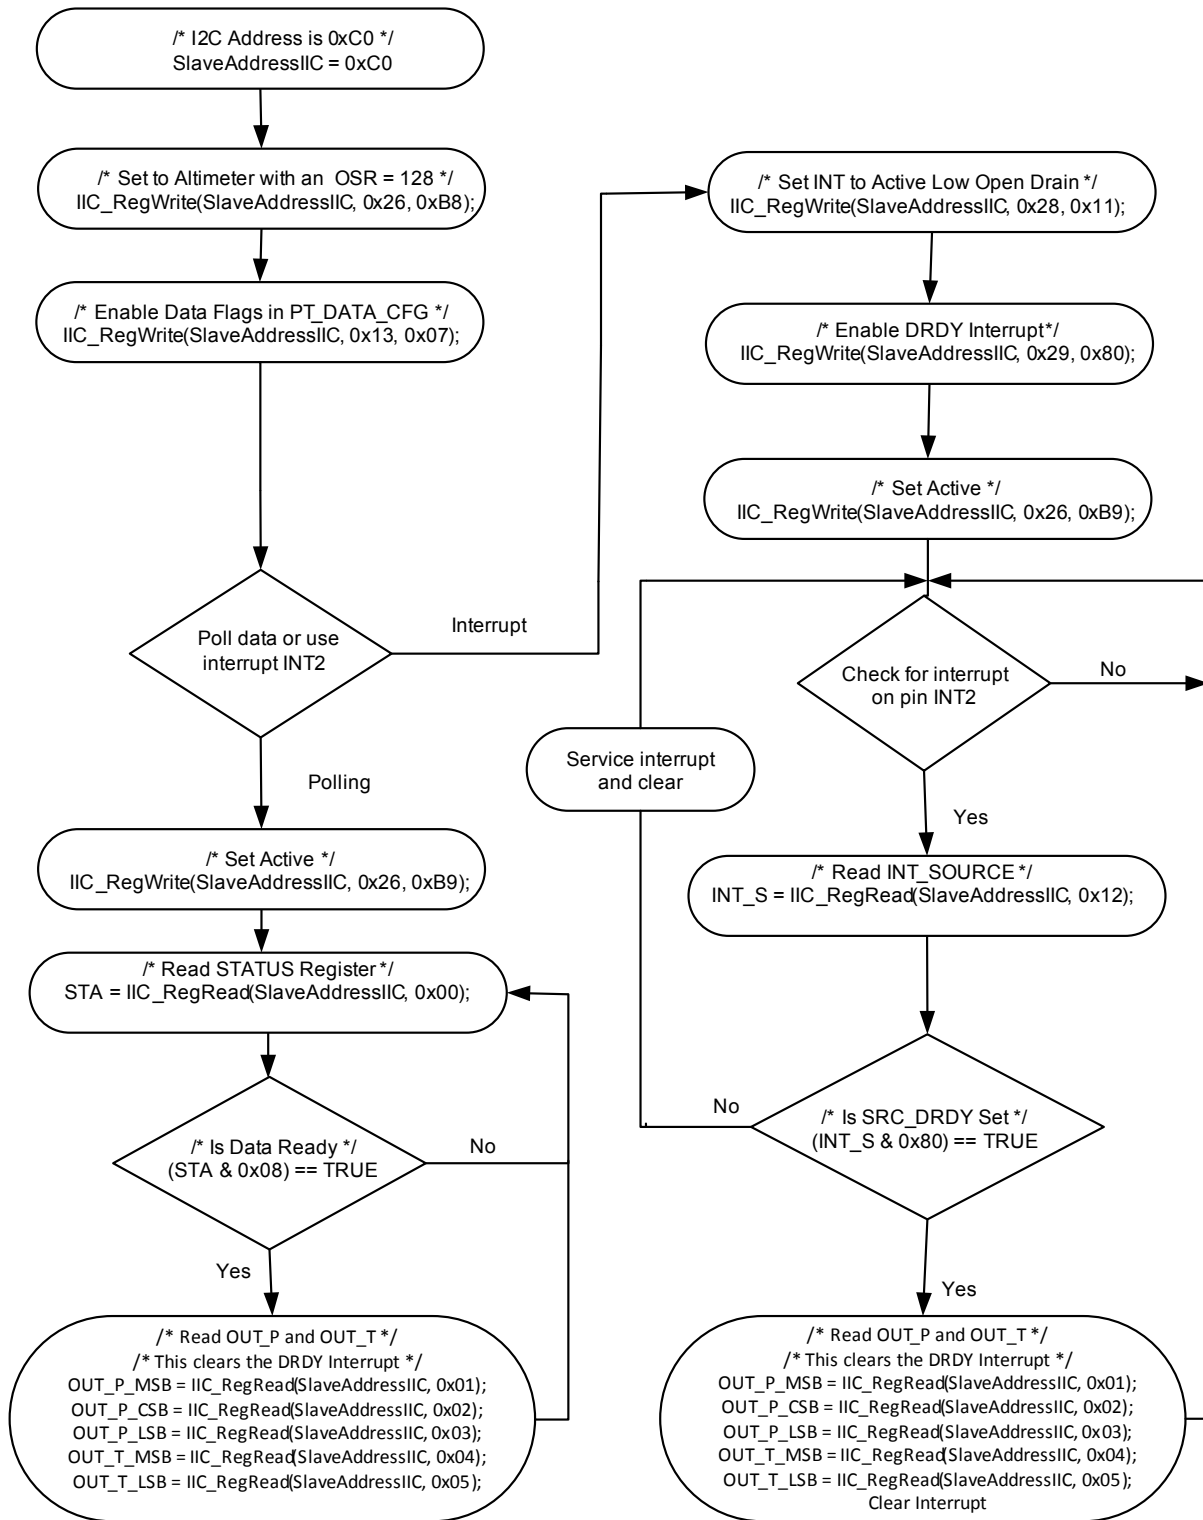 /* I2C Address is 0xC0 */
SlaveAddressIIC = 0xC0
/* Set to Altimeter with an OSR = 128 */
IIC_RegWrite(SlaveAddressIIC, 0x26, 0xB8);
/* Enable Data Flags in PT_DATA_CFG */
IIC_RegWrite(SlaveAddressIIC, 0x13, 0x07);
Poll data or use
interrupt INT2
Interrupt
Polling
/* Set Active */
IIC_RegWrite(SlaveAddressIIC, 0x26, 0xB9);
/* Read STATUS Register */
STA = IIC_RegRead(SlaveAddressIIC, 0x00);
/* Is Data Ready */
(STA & 0x08) == TRUE
No
Yes
/* Read OUT_P and OUT_T */
/* This clears the DRDY Interrupt */
OUT_P_MSB = IIC_RegRead(SlaveAddressIIC, 0x01);
OUT_P_CSB = IIC_RegRead(SlaveAddressIIC, 0x02);
OUT_P_LSB = IIC_RegRead(SlaveAddressIIC, 0x03);
OUT_T_MSB = IIC_RegRead(SlaveAddressIIC, 0x04);
OUT_T_LSB = IIC_RegRead(SlaveAddressIIC, 0x05);
/* Set INT to Active Low Open Drain */
IIC_RegWrite(SlaveAddressIIC, 0x28, 0x11);
/* Enable DRDY Interrupt*/
IIC_RegWrite(SlaveAddressIIC, 0x29, 0x80);
/* Set Active */
IIC_RegWrite(SlaveAddressIIC, 0x26, 0xB9);
Check for interrupt
on pin INT2
No
Service interrupt
and clear
Yes
/* Read INT_SOURCE */
INT_S = IIC_RegRead(SlaveAddressIIC, 0x12);
No
/* Is SRC_DRDY Set */
(INT_S & 0x80) == TRUE
Yes
/* Read OUT_P and OUT_T */
/* This clears the DRDY Interrupt */
OUT_P_MSB = IIC_RegRead(SlaveAddressIIC, 0x01);
OUT_P_CSB = IIC_RegRead(SlaveAddressIIC, 0x02);
OUT_P_LSB = IIC_RegRead(SlaveAddressIIC, 0x03);
OUT_T_MSB = IIC_RegRead(SlaveAddressIIC, 0x04);
OUT_T_LSB = IIC_RegRead(SlaveAddressIIC, 0x05);
Clear Interrupt